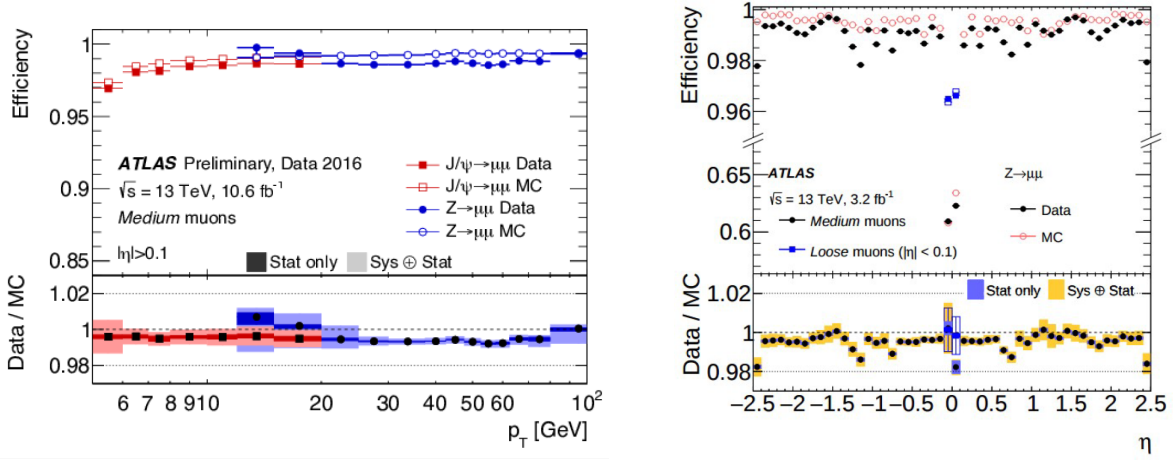 Efficiency
1
0.95
0.9
0.85
ATLAS Preliminary, Data 2016
√s = 13 TeV, 10.6 fb⁻¹
Medium muons
|η|>0.1
J/ψ→μμ Data
J/ψ→μμ MC
Z→μμ Data
Z→μμ MC
Stat only
Sys ⊕ Stat
Data / MC
1.02
1
0.98
6 7 8 910 20 30 40 50 60 10²
p_T [GeV]
Efficiency
1
0.98
0.96
0.65
0.6
ATLAS
√s = 13 TeV, 3.2 fb⁻¹
Medium muons
Loose muons (|η| < 0.1)
Z→μμ
Data
MC
Stat only
Sys ⊕ Stat
Data / MC
1.02
1
0.98
−2.5 −2 −1.5 −1 −0.5 0 0.5 1 1.5 2 2.5
η